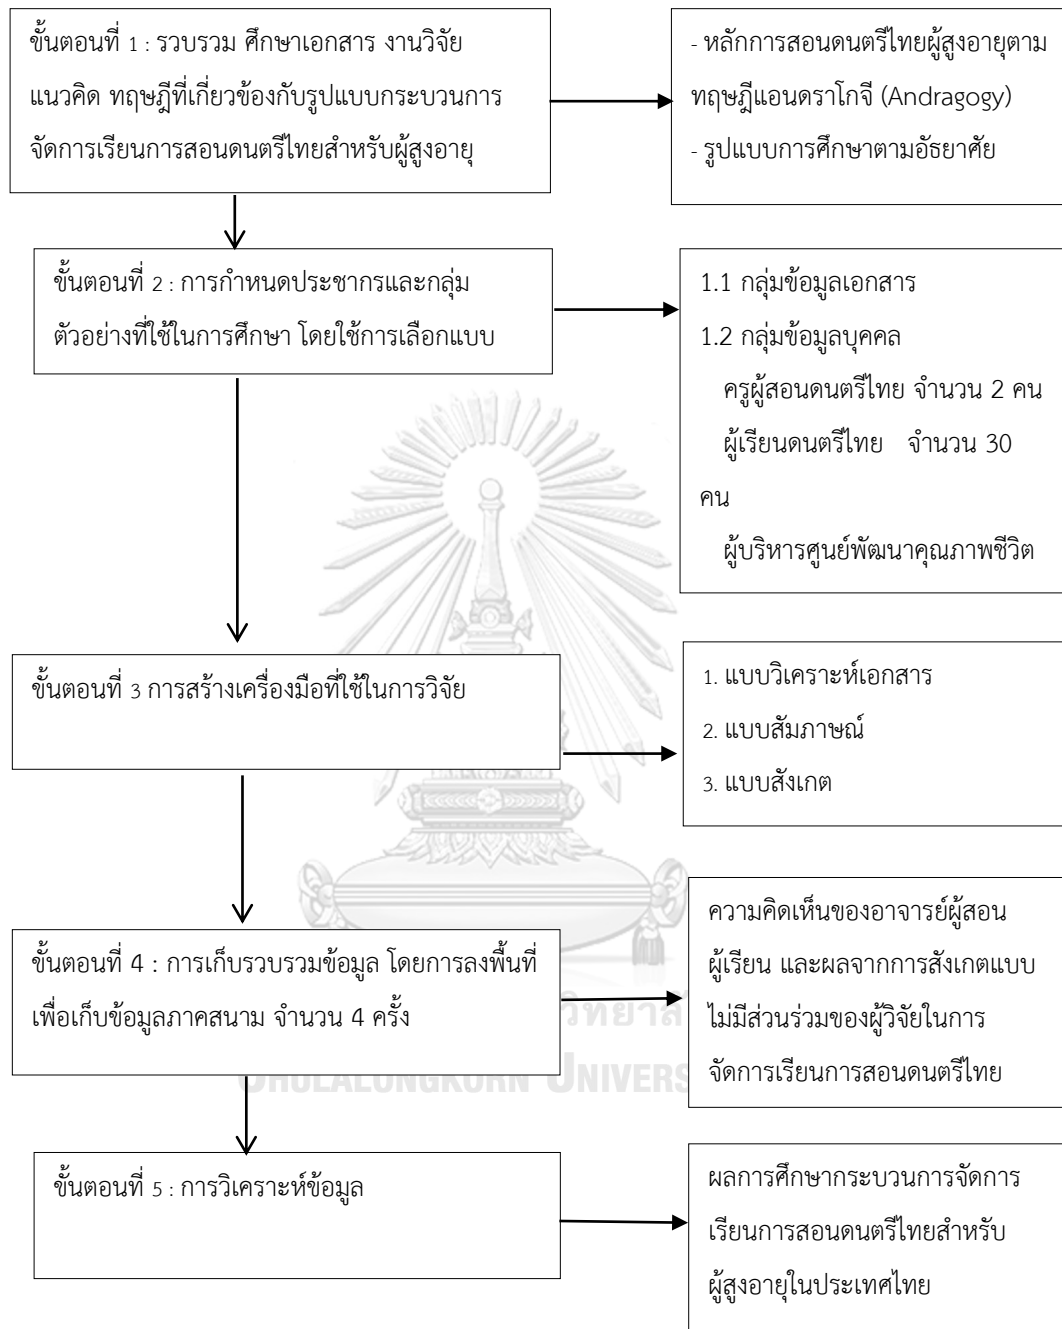 ขั้นตอนที่ 1 : รวบรวม ศึกษาเอกสาร งานวิจัย
แนวคิด ทฤษฎีที่เกี่ยวข้องกับรูปแบบกระบวนการ
จัดการเรียนการสอนดนตรีไทยสำหรับผู้สูงอายุ
- หลักการสอนดนตรีไทยผู้สูงอายุตาม
ทฤษฎีแอนดราโกจี (Andragogy)
- รูปแบบการศึกษาตามอัธยาศัย
ขั้นตอนที่ 2 : การกำหนดประชากรและกลุ่ม
ตัวอย่างที่ใช้ในการศึกษา โดยใช้การเลือกแบบ
1.1 กลุ่มข้อมูลเอกสาร
1.2 กลุ่มข้อมูลบุคคล
ครูผู้สอนดนตรีไทย จำนวน 2 คน
ผู้เรียนดนตรีไทย จำนวน 30
คน
ผู้บริหารศูนย์พัฒนาคุณภาพชีวิต
ขั้นตอนที่ 3 การสร้างเครื่องมือที่ใช้ในการวิจัย
1. แบบวิเคราะห์เอกสาร
2. แบบสัมภาษณ์
3. แบบสังเกต
ขั้นตอนที่ 4 : การเก็บรวบรวมข้อมูล โดยการลงพื้นที่
เพื่อเก็บข้อมูลภาคสนาม จำนวน 4 ครั้ง
ความคิดเห็นของอาจารย์ผู้สอน
ผู้เรียน และผลจากการสังเกตแบบ
ไม่มีส่วนร่วมของผู้วิจัยในการ
จัดการเรียนการสอนดนตรีไทย
CHULALONGKORN UNIVERS
ขั้นตอนที่ 5 : การวิเคราะห์ข้อมูล
ผลการศึกษากระบวนการจัดการ
เรียนการสอนดนตรีไทยสำหรับ
ผู้สูงอายุในประเทศไทย